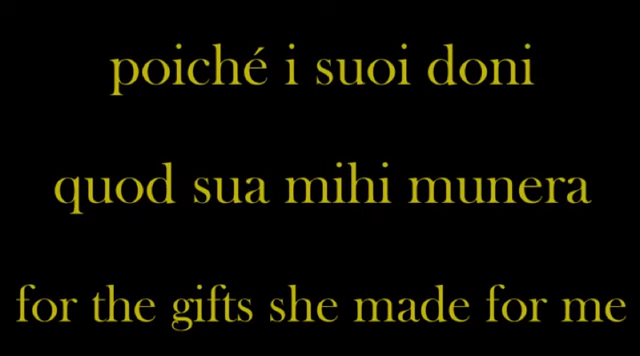 poiché i suoi doni
quod sua mihi munera
for the gifts she made for me